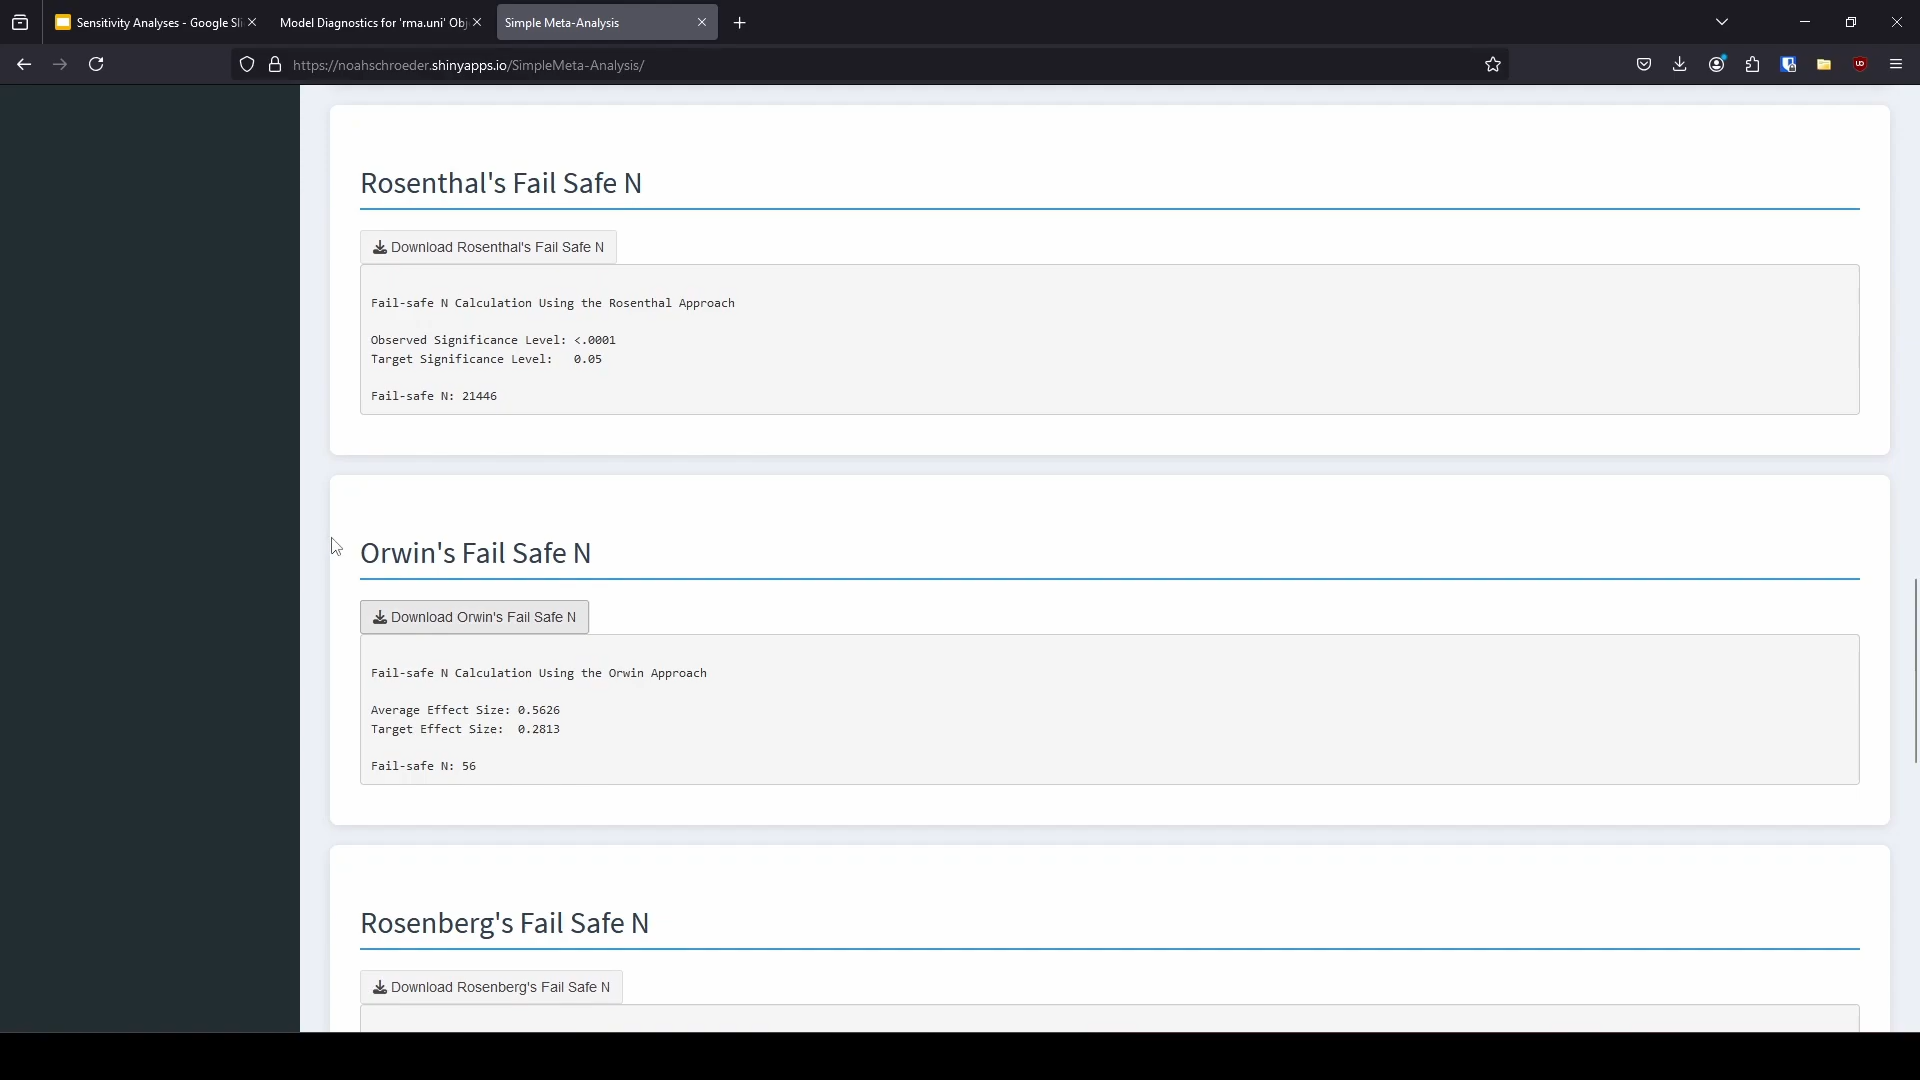 Sensitivity Analyses - Google Sli
Model Diagnostics for 'rma.uni' Obj
Simple Meta-Analysis
https://noahschroeder.shinyapps.io/SimpleMeta-Analysis/
Rosenthal's Fail Safe N
Download Rosenthal's Fail Safe N
Fail-safe N Calculation Using the Rosenthal Approach
Observed Significance Level: <.0001
Target Significance Level:   0.05
Fail-safe N: 21446
Orwin's Fail Safe N
Download Orwin's Fail Safe N
Fail-safe N Calculation Using the Orwin Approach
Average Effect Size: 0.5626
Target Effect Size:  0.2813
Fail-safe N: 56
Rosenberg's Fail Safe N
Download Rosenberg's Fail Safe N